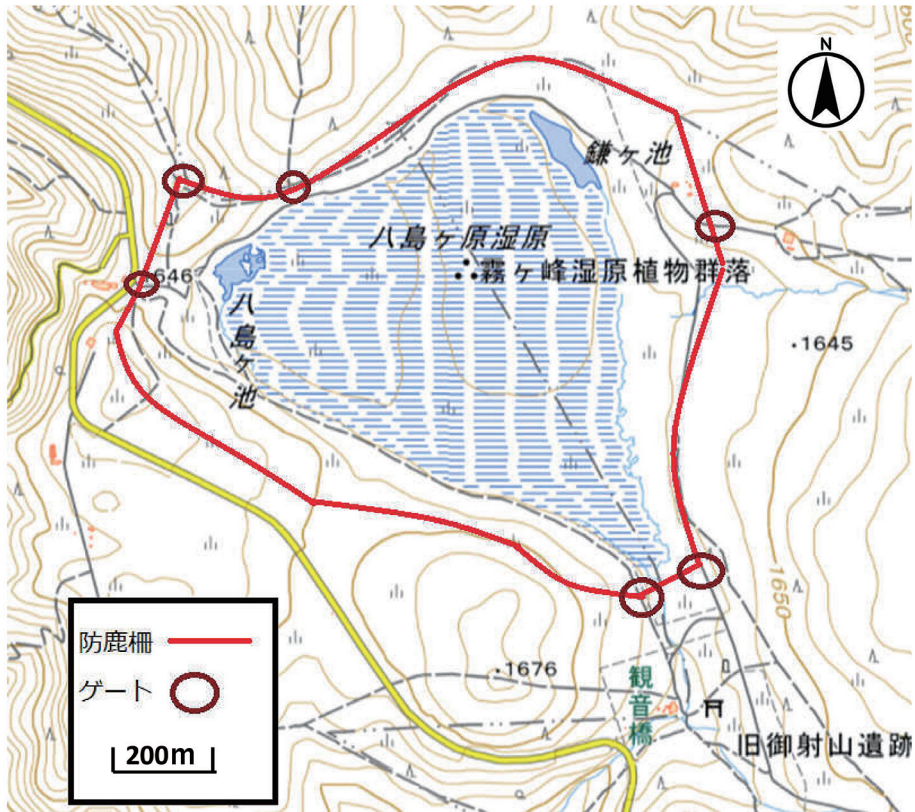 N
鎌ヶ池
八島ヶ原湿原
霧ヶ峰湿原植物群落
646
八島ヶ池
1645
1650
1676
観音橋
旧御射山遺跡
防鹿柵
ゲート
200m